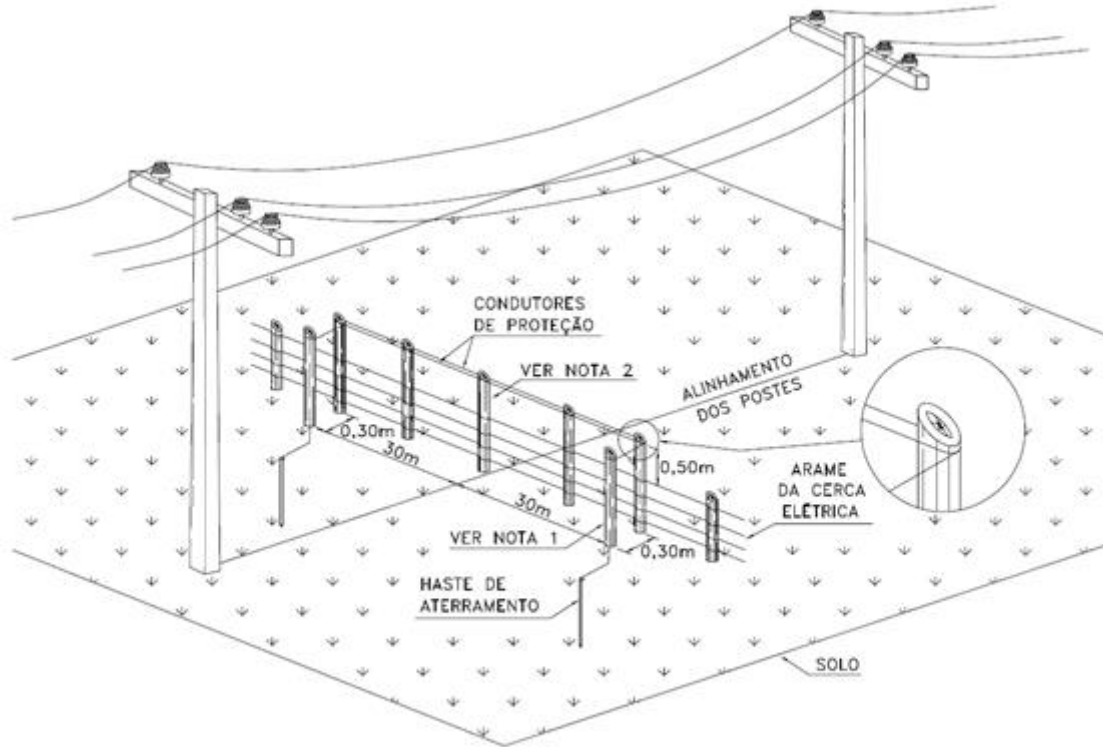 CONDUTORES
DE PROTEÇÃO
VER NOTA 2
ALINHAMENTO
DOS POSTES
0,30m
30m
0,50m
ARAME
DA CERCA
ELÉTRICA
30m
VER NOTA 1
0,30m
HASTE DE
ATERRAMENTO
SOLO